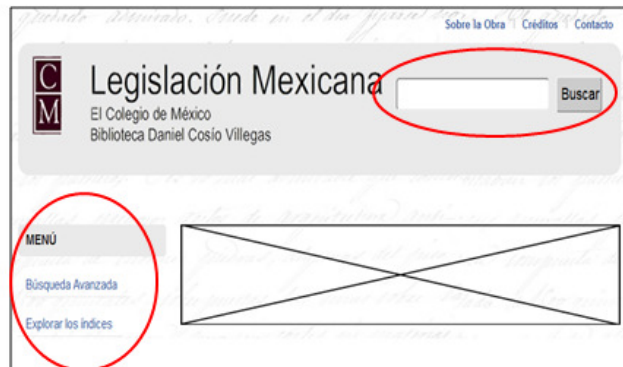 Sobre la Obra Créditos Contacto
C
M
Legislación Mexicana
El Colegio de México
Biblioteca Daniel Cosío Villegas
Buscar
MENÚ
Búsqueda Avanzada
Explorar los índices